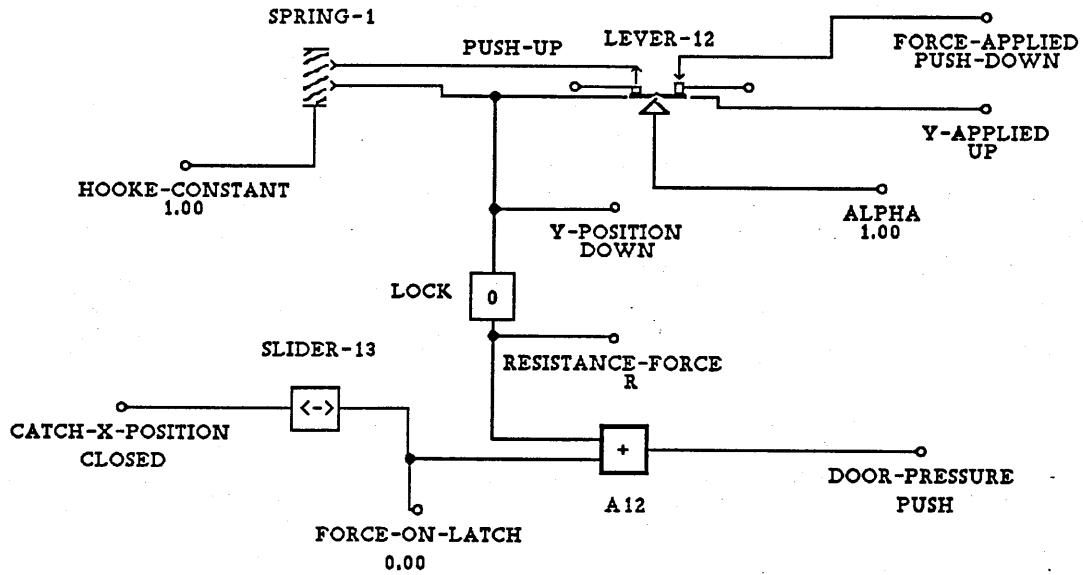 SPRING-1
PUSH-UP
LEVER-12
FORCE-APPLIED
PUSH-DOWN
Y-APPLIED
UP
HOOKE-CONSTANT
1.00
ALPHA
1.00
Y-POSITION
DOWN
LOCK
0
RESISTANCE-FORCE
R
SLIDER-13
<->
CATCH-X-POSITION
CLOSED
+
A12
DOOR-PRESSURE
PUSH
FORCE-ON-LATCH
0.00